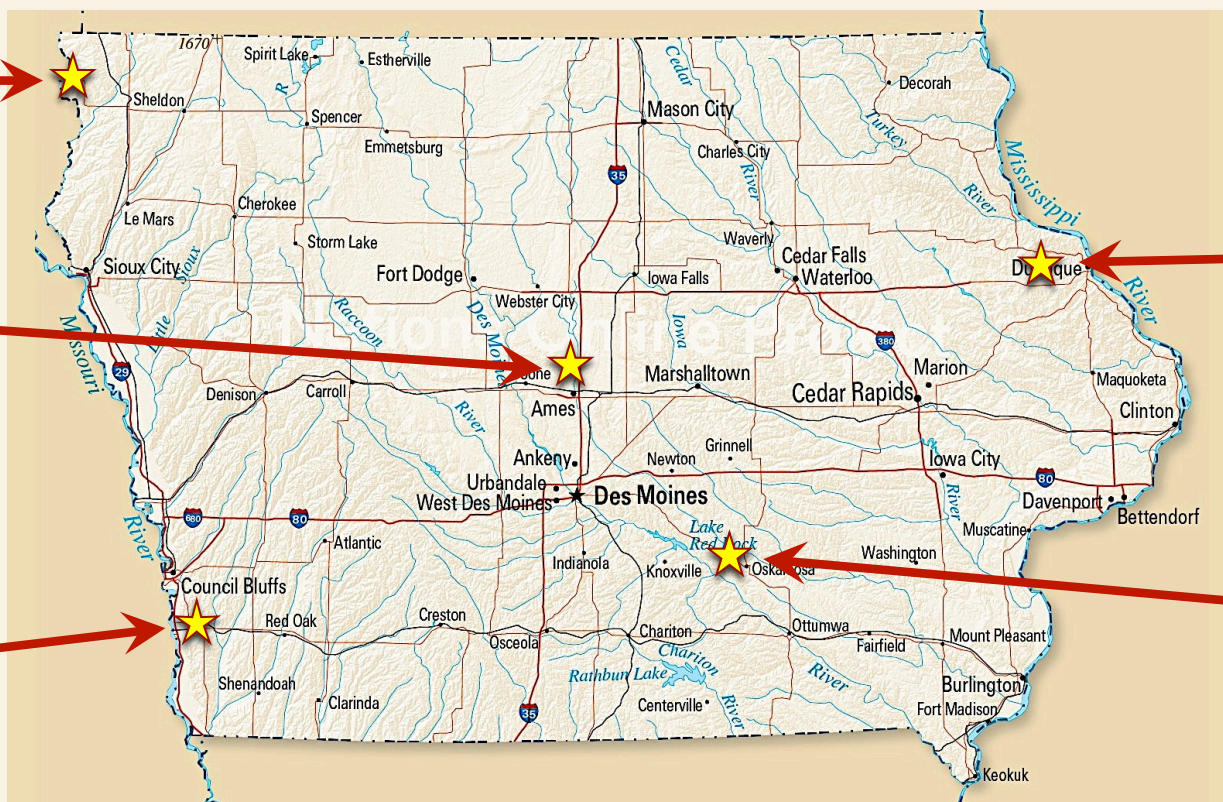 1670
Spirit Lake
Estherville
R
Cedar
Decorah
Sheldon
Spencer
Mason City
Emmetsburg
Charles City
Turkey
Mississippi
35
River
River
Le Mars
Cherokee
Storm Lake
Waverly
Cedar Falls
Waterloo
Sioux City
Sioux
Fort Dodge
Iowa Falls
Webster City
River
Missouri
Raccoon
Des Moines
Iowa
380
29
Marshalltown
Marion
Maquoketa
Denison
Carroll
Cedar Rapids
Ames
Clinton
River
Grinnell
Ankeny
Newton
Iowa City
Urbandale
West Des Moines
Des Moines
80
River
Davenport
Bettendorf
680
80
River
Lake
Muscatine
Atlantic
Indianola
Knoxville
Washington
Council Bluffs
Red Oak
Creston
Osceola
Chariton
Ottumwa
Fairfield
Mount Pleasant
Chariton
Rathbun Lake
River
Shenandoah
Clarinda
35
Centerville
River
Burlington
Fort Madison
Keokuk